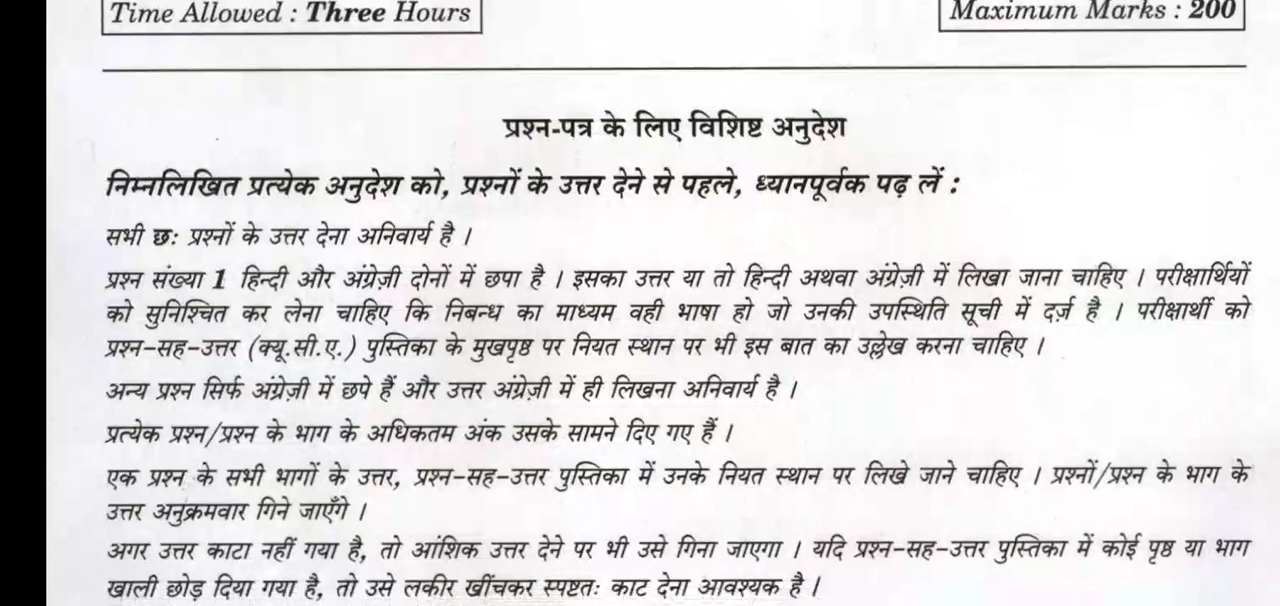 Time Allowed : Three Hours
Maximum Marks : 200
प्रश्न-पत्र के लिए विशिष्ट अनुदेश
निम्नलिखित प्रत्येक अनुदेश को, प्रश्नों के उत्तर देने से पहले, ध्यानपूर्वक पढ़ लें :
सभी छः प्रश्नों के उत्तर देना अनिवार्य है ।
प्रश्न संख्या 1 हिन्दी और अंग्रेज़ी दोनों में छपा है । इसका उत्तर या तो हिन्दी अथवा अंग्रेज़ी में लिखा जाना चाहिए । परीक्षार्थियों
को सुनिश्चित कर लेना चाहिए कि निबन्ध का माध्यम वही भाषा हो जो उनकी उपस्थिति सूची में दर्ज़ है । परीक्षार्थी को
प्रश्न-सह-उत्तर (क्यू.सी.ए.) पुस्तिका के मुखपृष्ठ पर नियत स्थान पर भी इस बात का उल्लेख करना चाहिए ।
अन्य प्रश्न सिर्फ अंग्रेज़ी में छपे हैं और उत्तर अंग्रेज़ी में ही लिखना अनिवार्य है ।
प्रत्येक प्रश्न/प्रश्न के भाग के अधिकतम अंक उसके सामने दिए गए हैं ।
एक प्रश्न के सभी भागों के उत्तर, प्रश्न-सह-उत्तर पुस्तिका में उनके नियत स्थान पर लिखे जाने चाहिए । प्रश्नों/प्रश्न के भाग के
उत्तर अनुक्रमवार गिने जाएँगे ।
अगर उत्तर काटा नहीं गया है, तो आंशिक उत्तर देने पर भी उसे गिना जाएगा । यदि प्रश्न-सह-उत्तर पुस्तिका में कोई पृष्ठ या भाग
खाली छोड़ दिया गया है, तो उसे लकीर खींचकर स्पष्टतः काट देना आवश्यक है ।